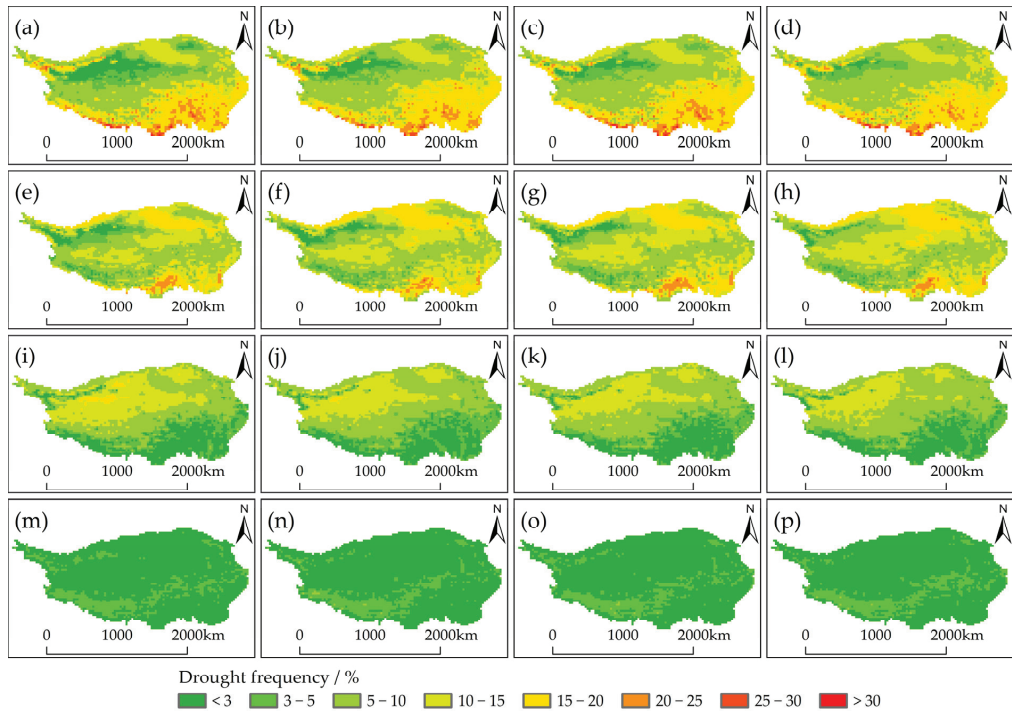 (a) N (b) N (c) N (d) N
0 1000 2000km 0 1000 2000km 0 1000 2000km 0 1000 2000km
(e) N (f) N (g) N (h) N
0 1000 2000km 0 1000 2000km 0 1000 2000km 0 1000 2000km
(i) N (j) N (k) N (l) N
0 1000 2000km 0 1000 2000km 0 1000 2000km 0 1000 2000km
(m) N (n) N (o) N (p) N
0 1000 2000km 0 1000 2000km 0 1000 2000km 0 1000 2000km
Drought frequency / %
< 3 3 – 5 5 – 10 10 – 15 15 – 20 20 – 25 25 – 30 > 30